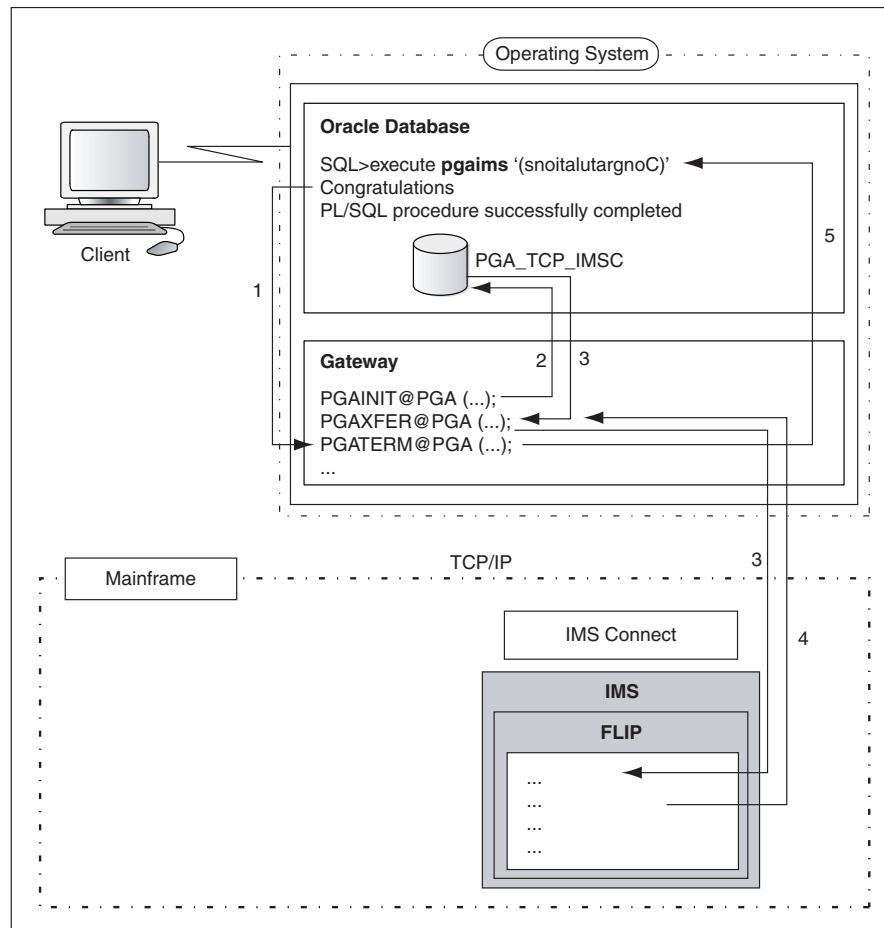 Operating System
Oracle Database
SQL>execute pgaims ‘(snoitalutargnoC)’
Congratulations
PL/SQL procedure successfully completed
Client
5
PGA_TCP_IMSC
1
2
3
Gateway
PGAINIT@PGA (...);
PGAXFER@PGA (...);
PGATERM@PGA (...);
...
TCP/IP
3
Mainframe
IMS Connect
4
IMS
FLIP
...
...
...
...